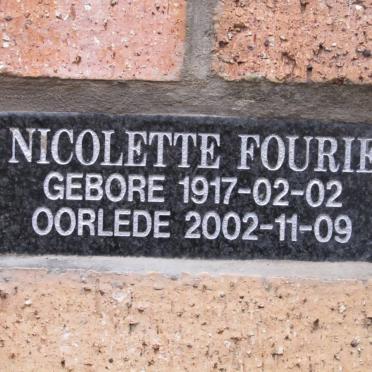 NICOLETTE FOURIE
GEBORE 1917-02-02
OORLEDE 2002-11-09